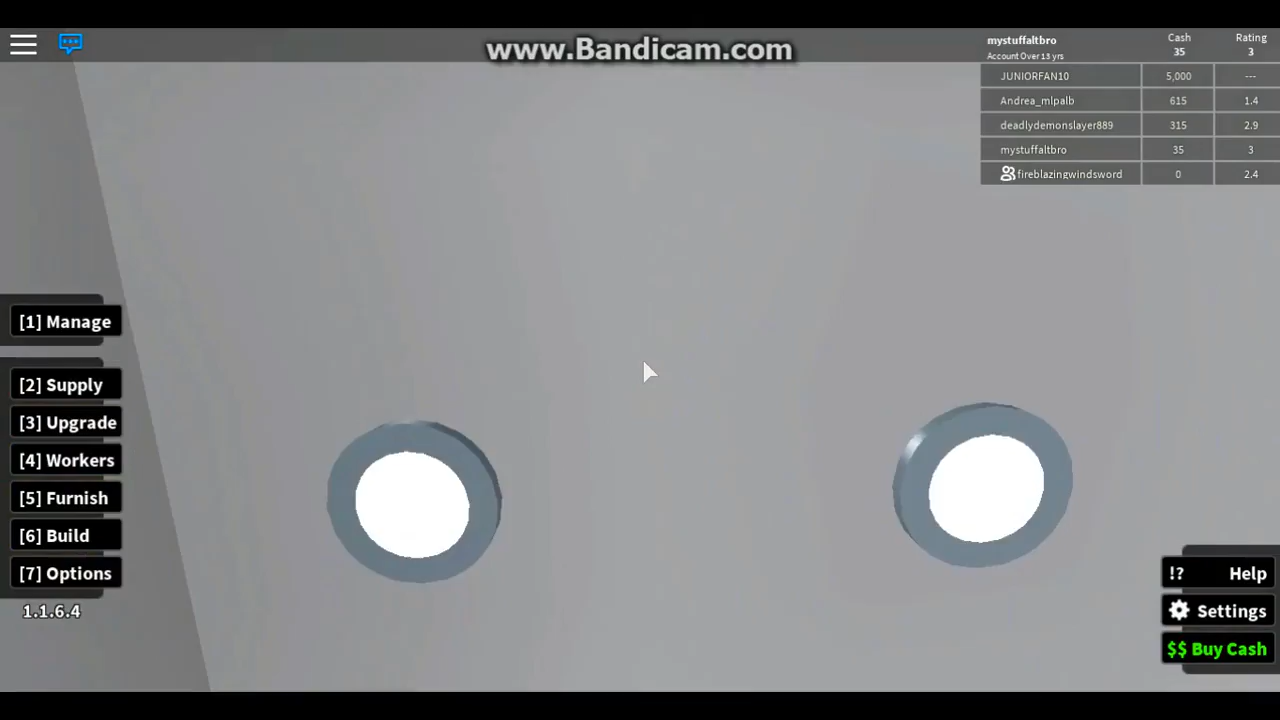 www.Bandicam.com
mystuffaltbro Cash Rating
Account Over 13 yrs 35 3
JUNIORFAN10 5,000 ---
Andrea_mlpalb 615 1.4
deadlydemonslayer889 315 2.9
mystuffaltbro 35 3
fireblazingwindsword 0 2.4
[1] Manage
[2] Supply
[3] Upgrade
[4] Workers
[5] Furnish
[6] Build
[7] Options
1.1.6.4
!? Help
Settings
$$ Buy Cash